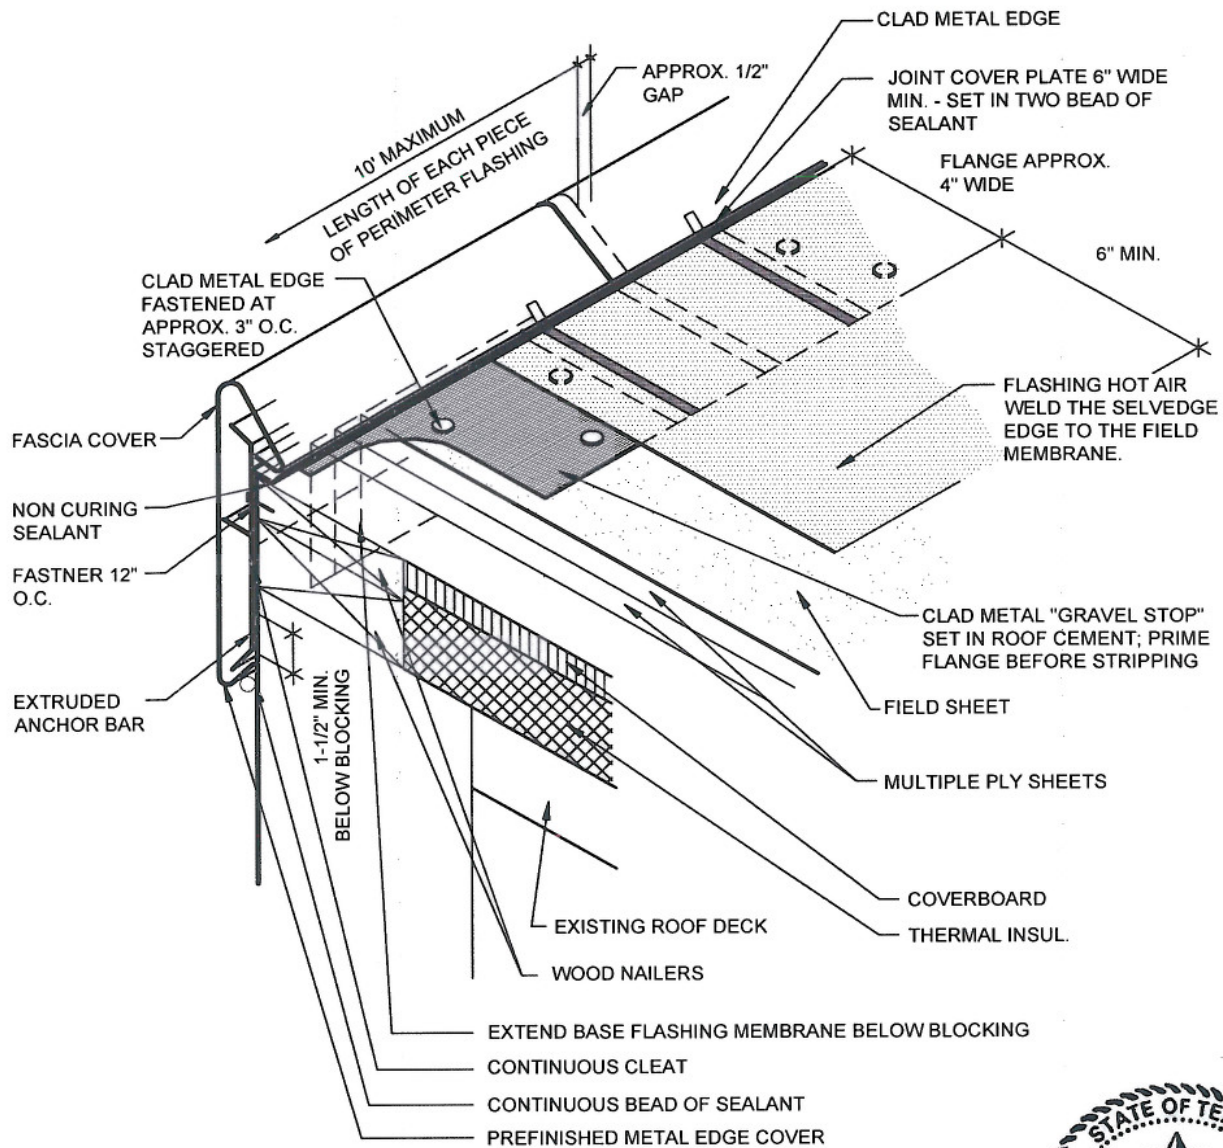 CLAD METAL EDGE
APPROX. 1/2"
GAP
JOINT COVER PLATE 6" WIDE
MIN. - SET IN TWO BEAD OF
SEALANT
10' MAXIMUM
LENGTH OF EACH PIECE
OF PERIMETER FLASHING
FLANGE APPROX.
4" WIDE
6" MIN.
CLAD METAL EDGE
FASTENED AT
APPROX. 3" O.C.
STAGGERED
FLASHING HOT AIR
WELD THE SELVEDGE
EDGE TO THE FIELD
MEMBRANE.
FASCIA COVER
NON CURING
SEALANT
FASTNER 12"
O.C.
CLAD METAL "GRAVEL STOP"
SET IN ROOF CEMENT; PRIME
FLANGE BEFORE STRIPPING
EXTRUDED
ANCHOR BAR
1-1/2" MIN.
BELOW BLOCKING
FIELD SHEET
MULTIPLE PLY SHEETS
COVERBOARD
EXISTING ROOF DECK
THERMAL INSUL.
WOOD NAILERS
EXTEND BASE FLASHING MEMBRANE BELOW BLOCKING
CONTINUOUS CLEAT
CONTINUOUS BEAD OF SEALANT
PREFINISHED METAL EDGE COVER
STATE OF TE